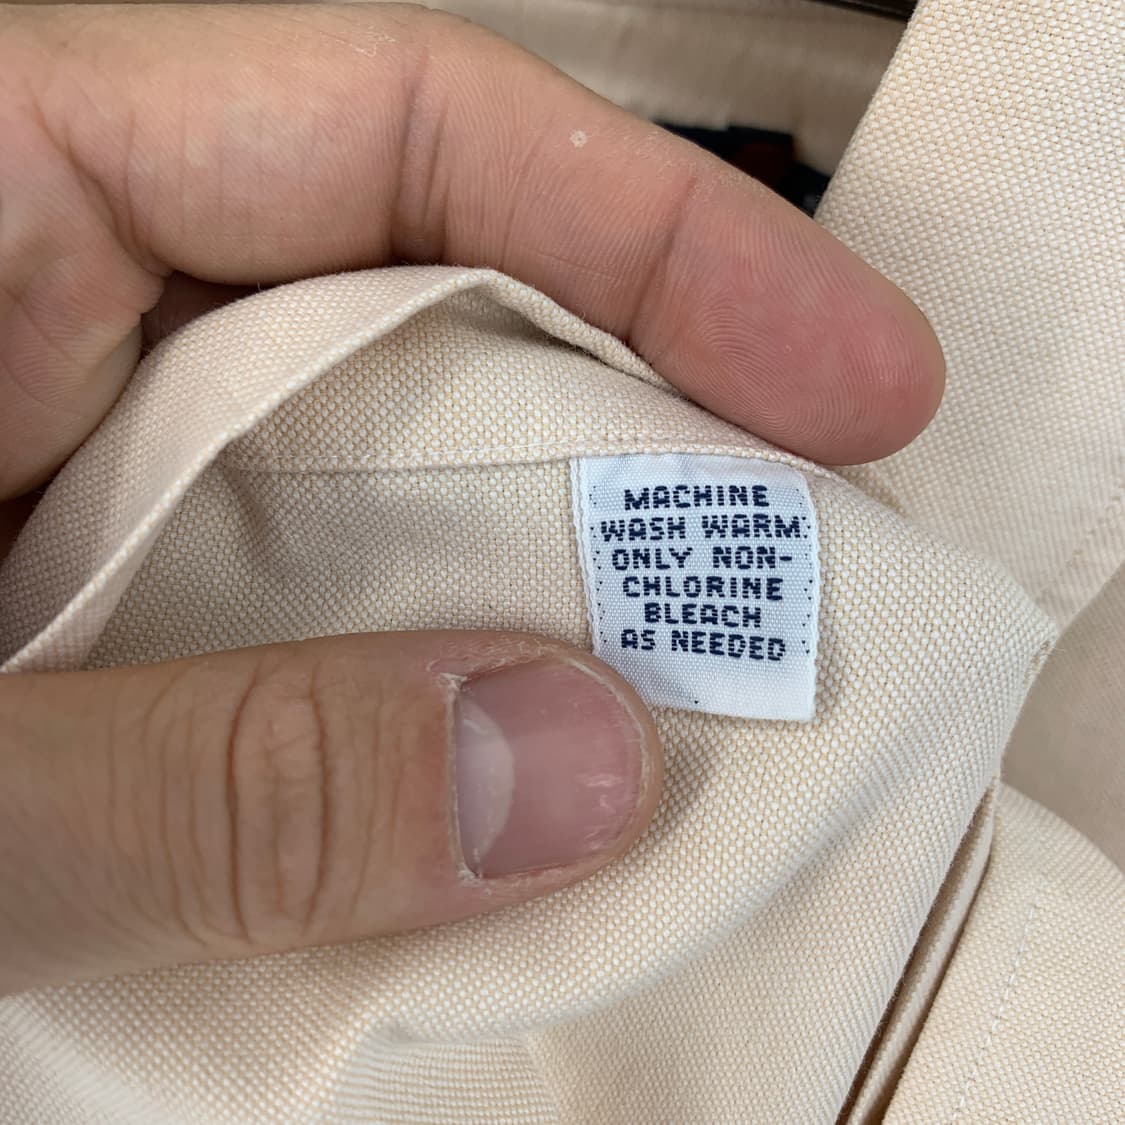 MACHINE
WASH WARM
ONLY NON-
CHLORINE
BLEACH
AS NEEDED